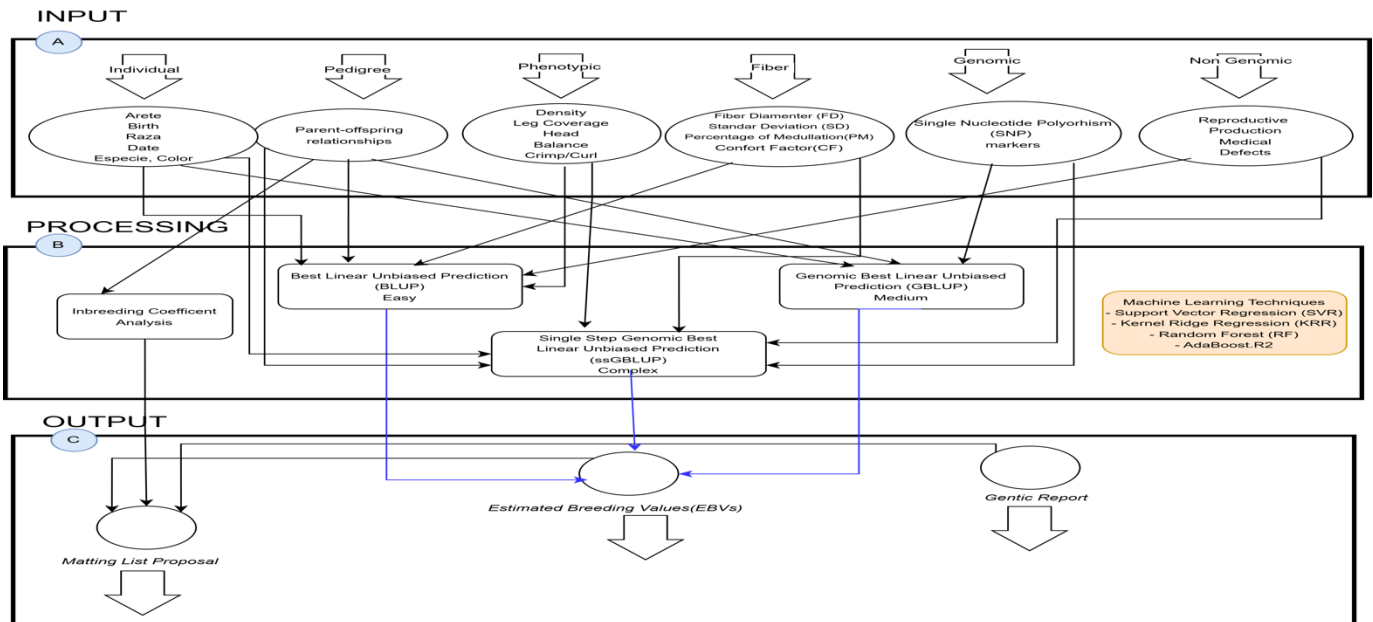 INPUT
A
Individual
Pedigree
Phenotypic
Fiber
Genomic
Non Genomic
Arete
Birth
Raza
Date
Especie, Color
Parent-offspring
relationships
Density
Leg Coverage
Head
Balance
Crimp/Curl
Fiber Diamenter (FD)
Standar Deviation (SD)
Percentage of Medullation(PM)
Confort Factor(CF)
Single Nucleotide Polyorhism
(SNP)
markers
Reproductive
Production
Medical
Defects
PROCESSING
B
Inbreeding Coefficent
Analysis
Best Linear Unbiased Prediction
(BLUP)
Easy
Single Step Genomic Best
Linear Unbiased Prediction
(ssGBLUP)
Complex
Genomic Best Linear Unbiased
Prediction (GBLUP)
Medium
Machine Learning Techniques
- Support Vector Regression (SVR)
- Kernel Ridge Regression (KRR)
- Random Forest (RF)
- AdaBoost.R2
OUTPUT
C
Matting List Proposal
Estimated Breeding Values(EBVs)
Gentic Report